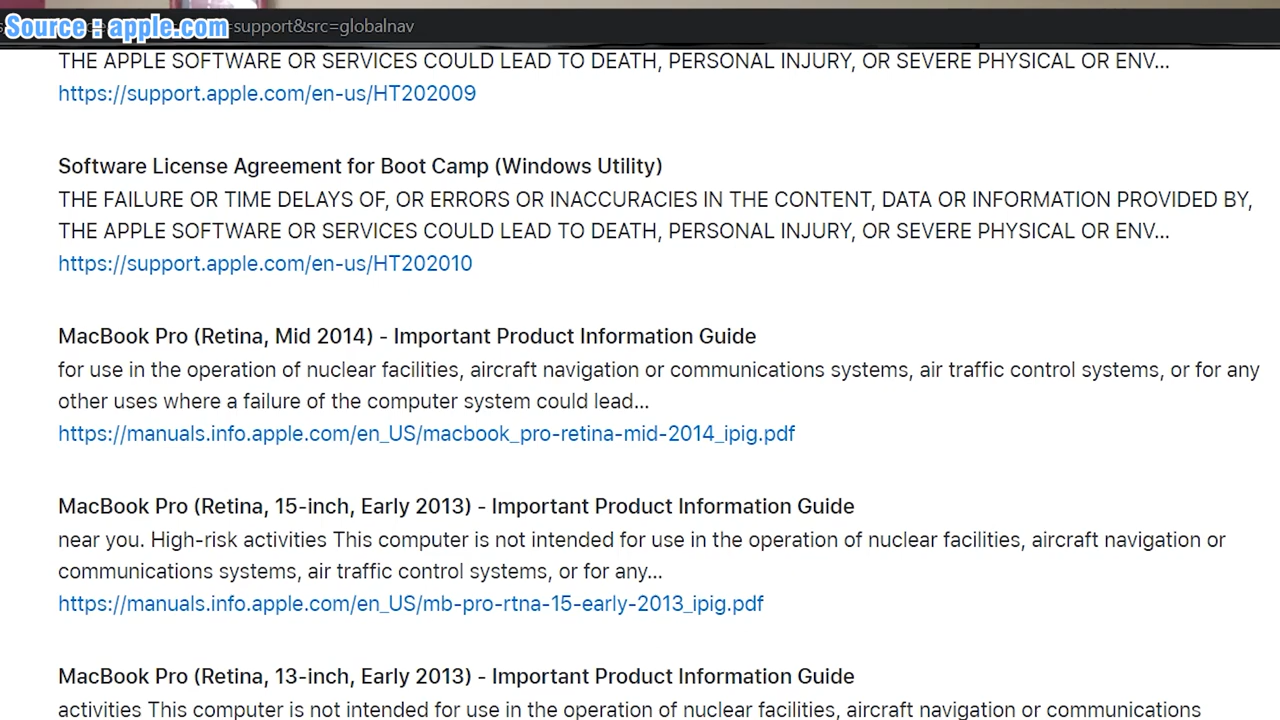 Source : apple.com =support&src=globalnav
THE APPLE SOFTWARE OR SERVICES COULD LEAD TO DEATH, PERSONAL INJURY, OR SEVERE PHYSICAL OR ENV...
https://support.apple.com/en-us/HT202009
Software License Agreement for Boot Camp (Windows Utility)
THE FAILURE OR TIME DELAYS OF, OR ERRORS OR INACCURACIES IN THE CONTENT, DATA OR INFORMATION PROVIDED BY,
THE APPLE SOFTWARE OR SERVICES COULD LEAD TO DEATH, PERSONAL INJURY, OR SEVERE PHYSICAL OR ENV...
https://support.apple.com/en-us/HT202010
MacBook Pro (Retina, Mid 2014) - Important Product Information Guide
for use in the operation of nuclear facilities, aircraft navigation or communications systems, air traffic control systems, or for any
other uses where a failure of the computer system could lead...
https://manuals.info.apple.com/en_US/macbook_pro-retina-mid-2014_ipig.pdf
MacBook Pro (Retina, 15-inch, Early 2013) - Important Product Information Guide
near you. High-risk activities This computer is not intended for use in the operation of nuclear facilities, aircraft navigation or
communications systems, air traffic control systems, or for any...
https://manuals.info.apple.com/en_US/mb-pro-rtna-15-early-2013_ipig.pdf
MacBook Pro (Retina, 13-inch, Early 2013) - Important Product Information Guide
activities This computer is not intended for use in the operation of nuclear facilities, aircraft navigation or communications